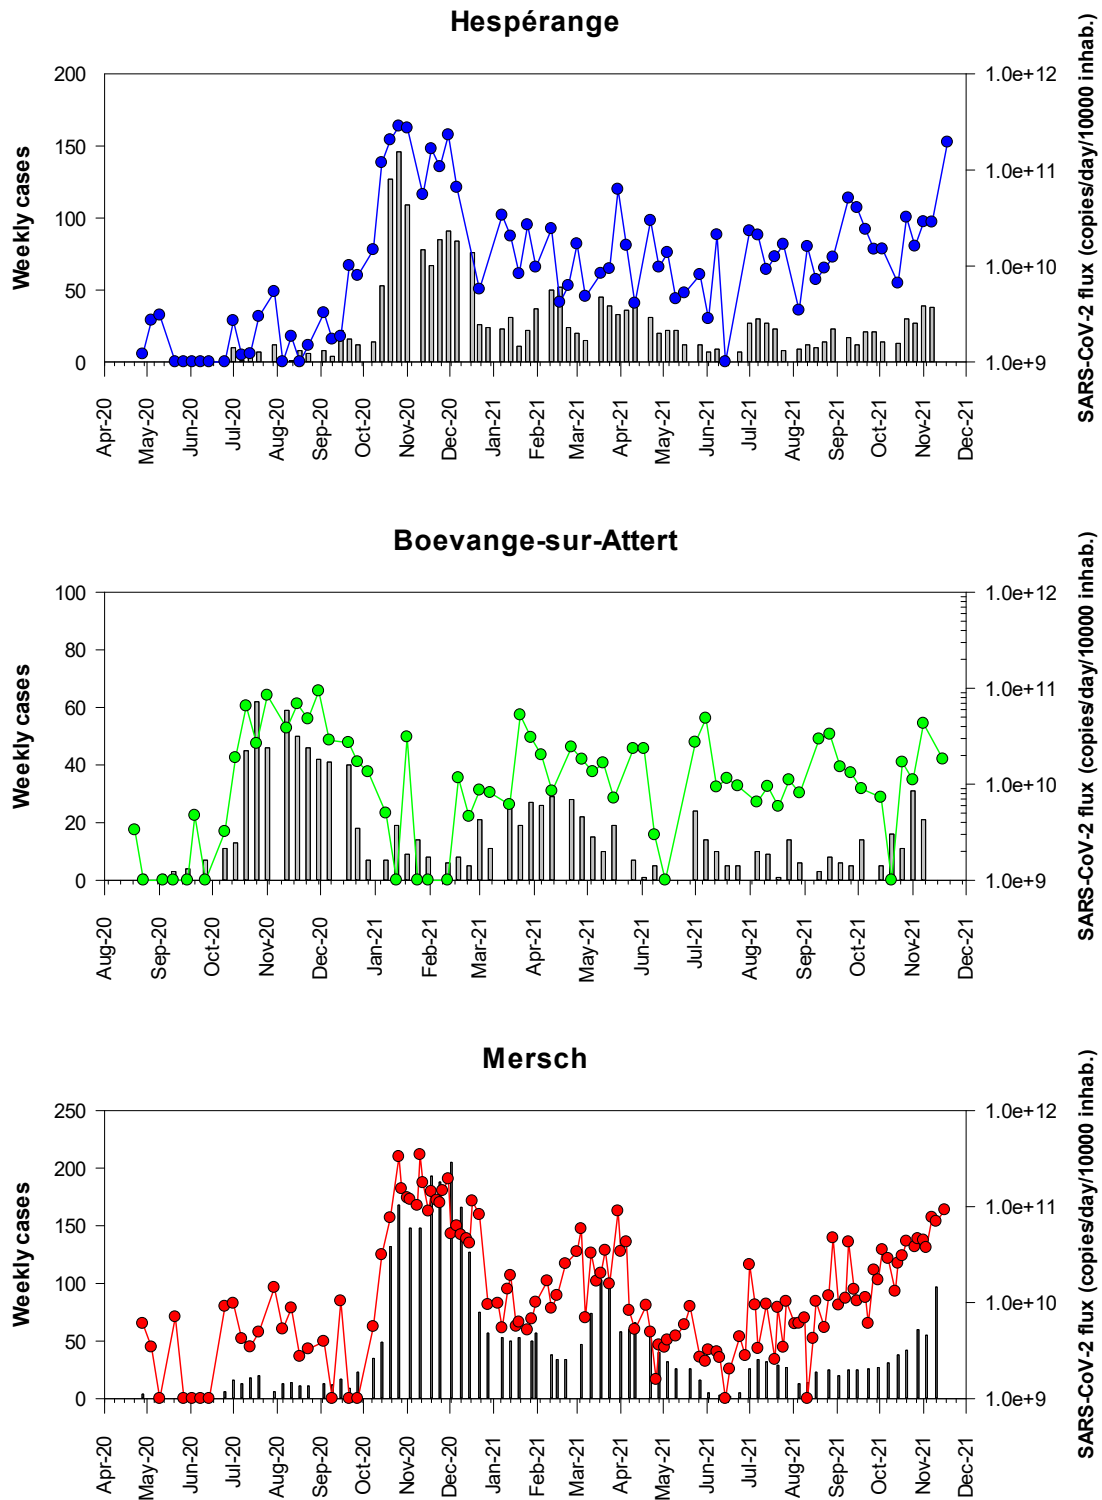 Hespérange
Weekly cases
SARS-CoV-2 flux (copies/day/10000 inhab.)
200
150
100
50
0
1.0e+12
1.0e+11
1.0e+10
1.0e+9
Apr-20
May-20
Jun-20
Jul-20
Aug-20
Sep-20
Oct-20
Nov-20
Dec-20
Jan-21
Feb-21
Mar-21
Apr-21
May-21
Jun-21
Jul-21
Aug-21
Sep-21
Oct-21
Nov-21
Dec-21
Boevange-sur-Attert
Weekly cases
SARS-CoV-2 flux (copies/day/10000 inhab.)
100
80
60
40
20
0
1.0e+12
1.0e+11
1.0e+10
1.0e+9
Aug-20
Sep-20
Oct-20
Nov-20
Dec-20
Jan-21
Feb-21
Mar-21
Apr-21
May-21
Jun-21
Jul-21
Aug-21
Sep-21
Oct-21
Nov-21
Dec-21
Mersch
Weekly cases
SARS-CoV-2 flux (copies/day/10000 inhab.)
250
200
150
100
50
0
1.0e+12
1.0e+11
1.0e+10
1.0e+9
Apr-20
May-20
Jun-20
Jul-20
Aug-20
Sep-20
Oct-20
Nov-20
Dec-20
Jan-21
Feb-21
Mar-21
Apr-21
May-21
Jun-21
Jul-21
Aug-21
Sep-21
Oct-21
Nov-21
Dec-21